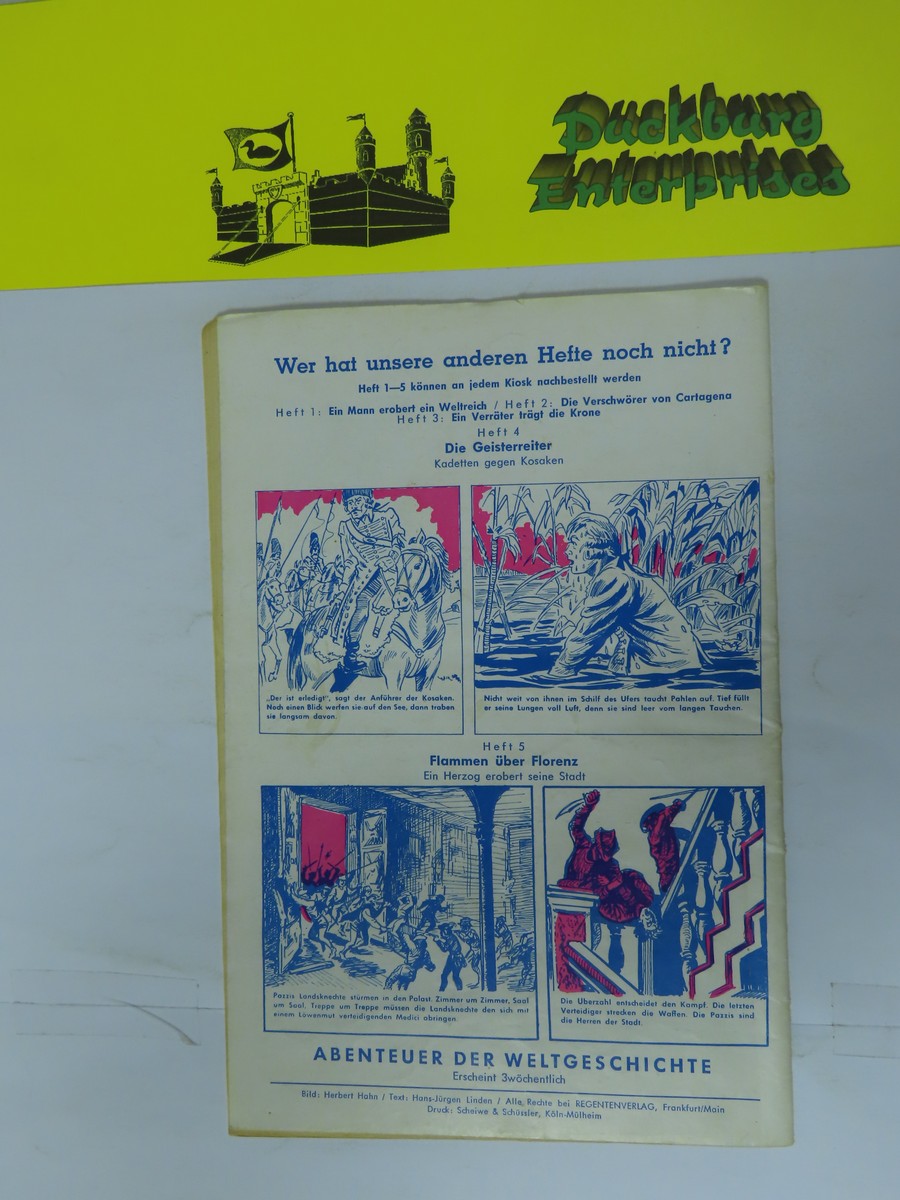 Duckburg
Enterprises
Wer hat unsere anderen Hefte noch nicht?
Heft 1—5 können an jedem Kiosk nachbestellt werden
Heft 1: Ein Mann erobert ein Weltreich / Heft 2: Die Verschwörer von Cartagena
Heft 3: Ein Verräter trägt die Krone
Heft 4
Die Geisterreiter
Kadetten gegen Kosaken
„Der ist erledigt", sagt der Anführer der Kosaken.
Noch einen Blick werfen sie auf den See, dann traben
sie langsam davon.
Nicht weit von ihnen im Schilf des Ufers taucht Pahlen auf. Tief füllt
er seine Lungen voll Luft, denn sie sind leer vom langen Tauchen.
Heft 5
Flammen über Florenz
Ein Herzog erobert seine Stadt
Pazzis Landsknechte stürmen in den Palast. Zimmer um Zimmer, Saal
um Saal, Treppe um Treppe müssen die Landsknechte den sich mit
einem Löwenmut verteidigenden Medici abringen.
Die Überzahl entscheidet den Kampf. Die letzten
Verteidiger strecken die Waffen. Die Pazzis sind
die Herren der Stadt.
ABENTEUER DER WELTGESCHICHTE
Erscheint 3wöchentlich
Bild: Herbert Hahn / Text: Hans-Jürgen Linden / Alle Rechte bei REGENTENVERLAG, Frankfurt/Main
Druck: Scheiwe & Schüssler, Köln-Mülheim